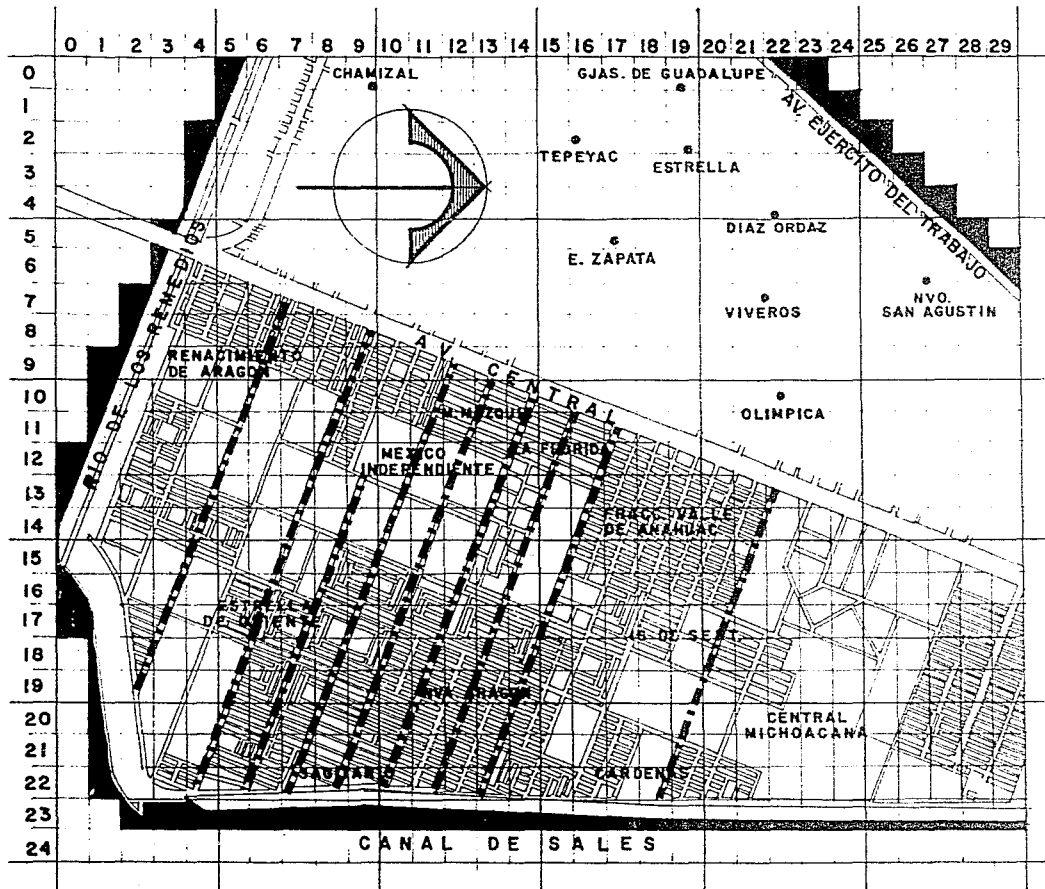 0 1 2 3 4 5 6 7 8 9 10 11 12 13 14 15 16 17 18 19 20 21 22 23 24 25 26 27 28 29
0
1
2
3
4
5
6
7
8
9
10
11
12
13
14
15
16
17
18
19
20
21
22
23
24
CHAMIZAL
GJAS. DE GUADALUPE
TEPEYAC
ESTRELLA
AV. EJERCITO DEL TRABAJO
DIAZ ORDAZ
E. ZAPATA
VIVEROS
NVO.
SAN AGUSTIN
RIO DE LOS REMEDIOS
RENACIMIENTO
DE ARAGON
AV. CENTRAL
OLIMPICA
MEXICO
INDEPENDIENTE
LA FLORIDA
FRACC. VALLE
DE ANAHUAC
ESTRELLA
DE ORIENTE
16 DE SEPT.
NVA ARAGON
CENTRAL
MICHOACANA
SAGITARIO
CARDENAS
CANAL DE SALES